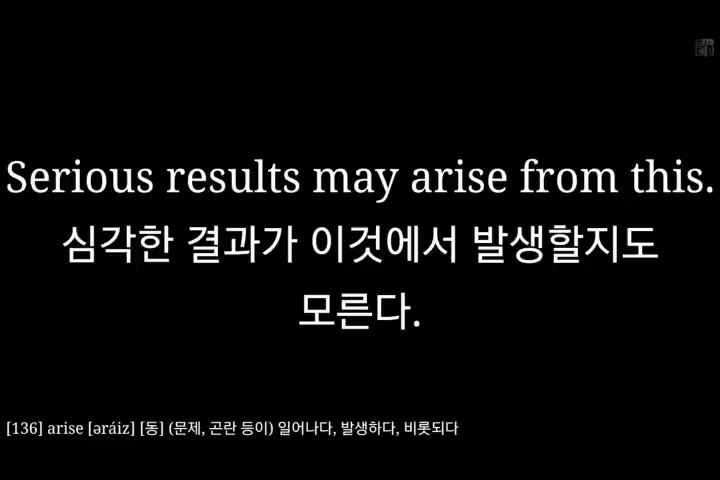 Serious results may arise from this.
심각한 결과가 이것에서 발생할지도
모른다.
[136] arise [əráiz] [동] (문제, 곤란 등이) 일어나다, 발생하다, 비롯되다